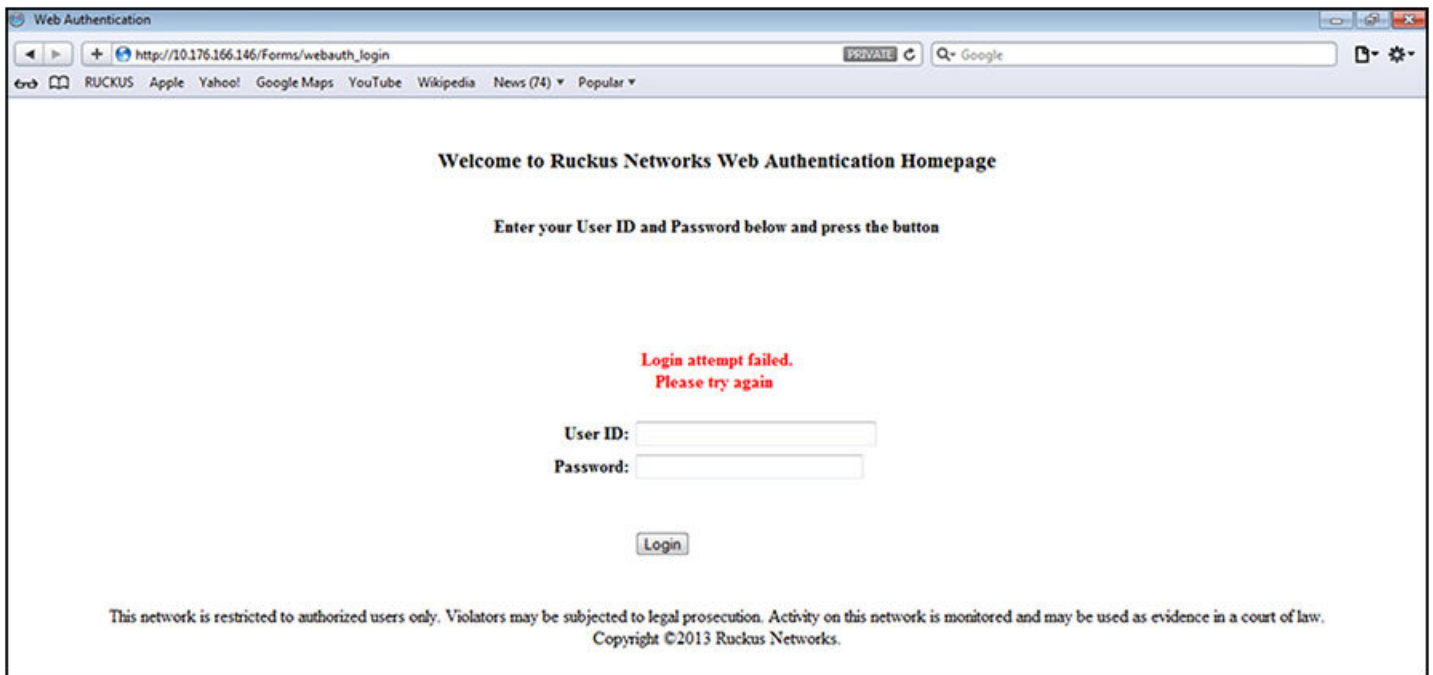 Web Authentication
http://10.176.166.146/Forms/webauth_login PRIVATE Google
RUCKUS Apple Yahoo! Google Maps YouTube Wikipedia News (74) Popular
Welcome to Ruckus Networks Web Authentication Homepage
Enter your User ID and Password below and press the button
Login attempt failed.
Please try again
User ID:
Password:
Login
This network is restricted to authorized users only. Violators may be subjected to legal prosecution. Activity on this network is monitored and may be used as evidence in a court of law.
Copyright ©2013 Ruckus Networks.